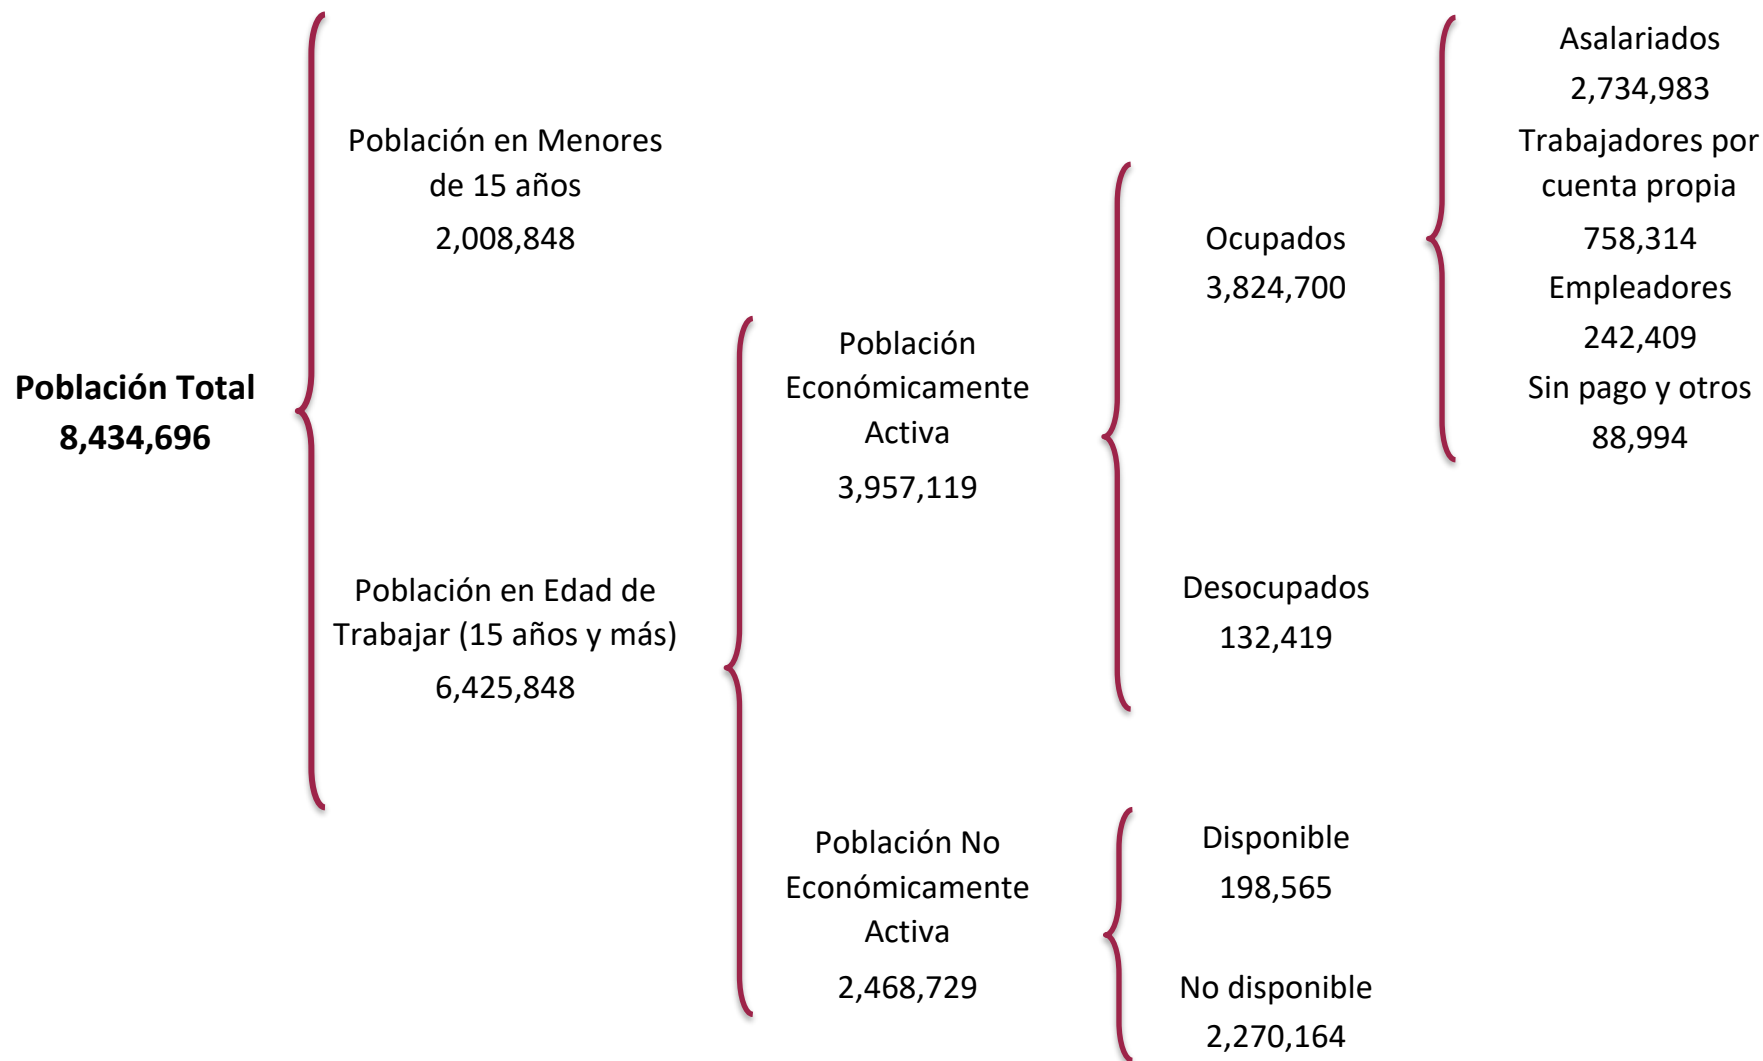 Población Total
8,434,696
Población en Menores
de 15 años
2,008,848
Población en Edad de
Trabajar (15 años y más)
6,425,848
Población
Económicamente
Activa
3,957,119
Población No
Económicamente
Activa
2,468,729
Ocupados
3,824,700
Desocupados
132,419
Disponible
198,565
No disponible
2,270,164
Asalariados
2,734,983
Trabajadores por
cuenta propia
758,314
Empleadores
242,409
Sin pago y otros
88,994